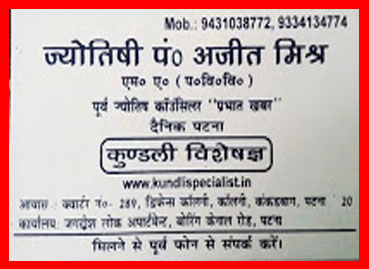 Mob.: 9431038772, 9334134774
ज्योतिषी पं० अजीत मिश्र
एम० ए० ( प०वि०वि० )
पूर्व ज्योतिष कॉउंसिलर "प्रभात खबर"
दैनिक पटना
कुण्डली विशेषज्ञ
www.kundlispecialist.in
आवास : क्वार्टर नं०- 289, डिफेन्स कॉलनी, कॉलनी, कंकड़बाग, पटना - 20
कार्यालय: जगदीश लोक अपार्टमेन्ट, बोरिंग केनाल रोड, पटना
मिलने से पूर्व फोन से संपर्क करें।